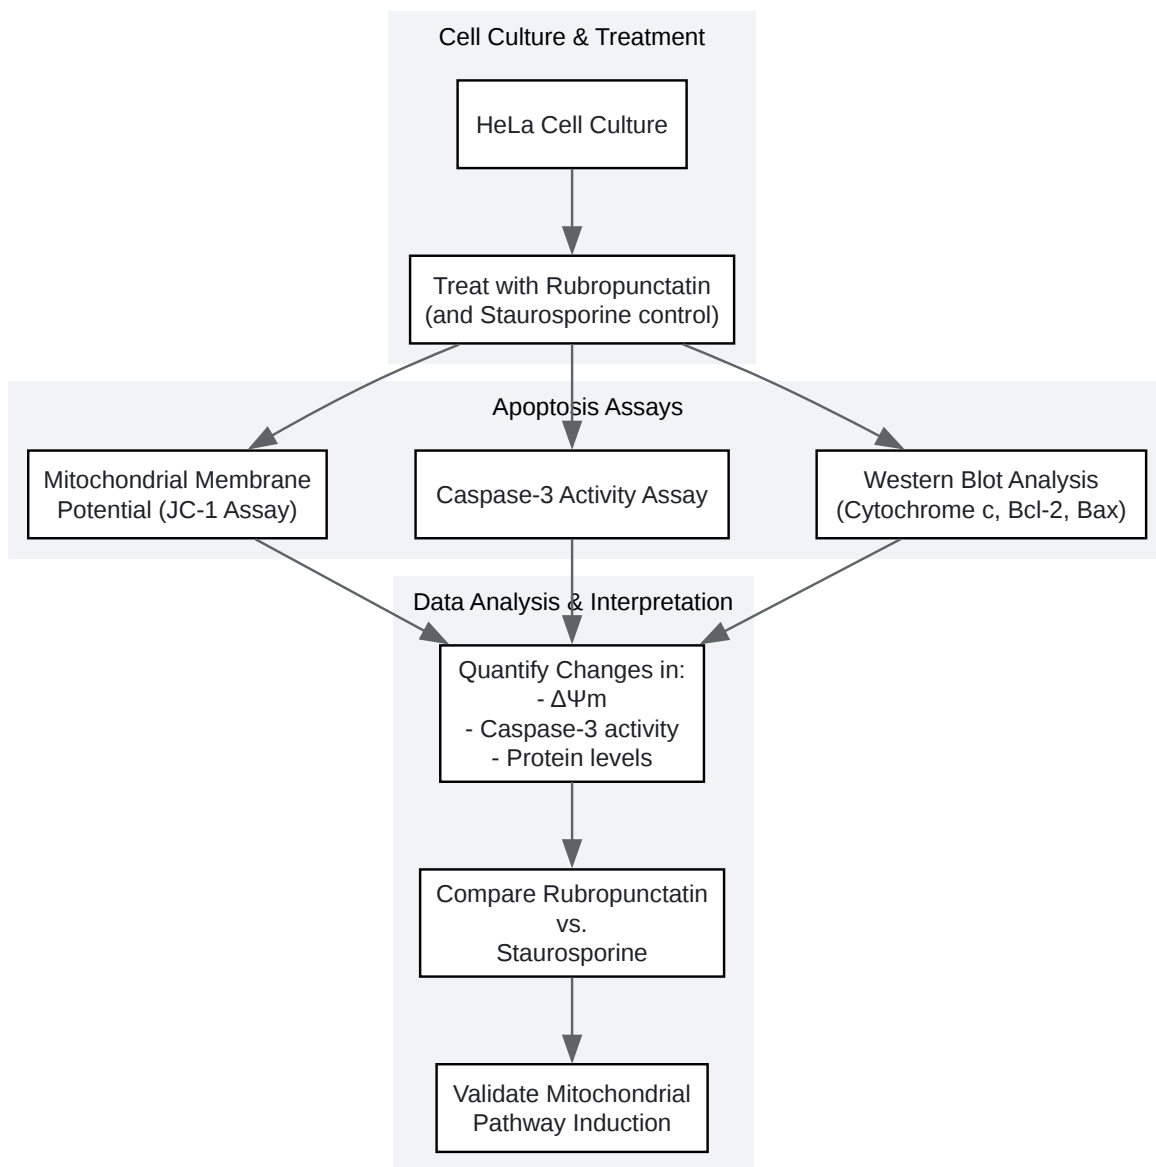 Cell Culture & Treatment
HeLa Cell Culture
Treat with Rubropunctatin
(and Staurosporine control)
Apoptosis Assays
Mitochondrial Membrane
Potential (JC-1 Assay)
Caspase-3 Activity Assay
Western Blot Analysis
(Cytochrome c, Bcl-2, Bax)
Data Analysis & Interpretation
Quantify Changes in:
- ΔΨm
- Caspase-3 activity
- Protein levels
Compare Rubropunctatin
vs.
Staurosporine
Validate Mitochondrial
Pathway Induction